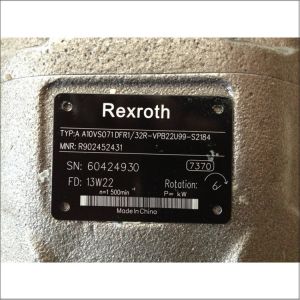 Rexroth
TYP:A A10VSO71DFR1/32R-VPB22U99-S2184
MNR: R902452431
SN: 60424930 7370
FD: 13W22 Rotation:
n=1 500min⁻¹ P= kW
Made in China